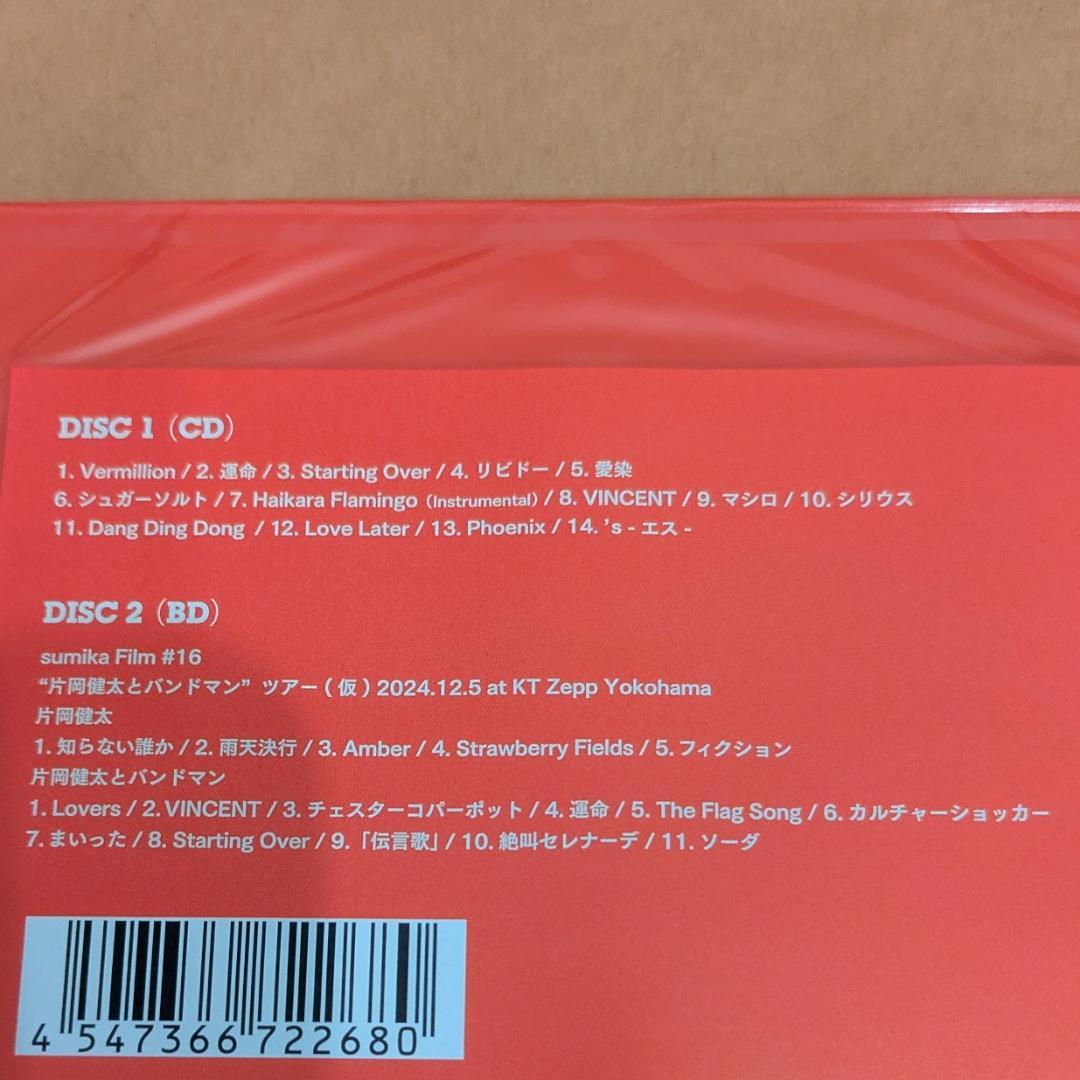 DISC 1（CD）
1. Vermillion / 2. 運命 / 3. Starting Over / 4. リビドー / 5. 愛染
6. シュガーソルト / 7. Haikara Flamingo（Instrumental）/ 8. VINCENT / 9. マシロ / 10. シリウス
11. Dang Ding Dong / 12. Love Later / 13. Phoenix / 14. ’s - エス -
DISC 2（BD）
sumika Film #16
“片岡健太とバンドマン” ツアー ( 仮 ) 2024.12.5 at KT Zepp Yokohama
片岡健太
1. 知らない誰か / 2. 雨天決行 / 3. Amber / 4. Strawberry Fields / 5. フィクション
片岡健太とバンドマン
1. Lovers / 2. VINCENT / 3. チェスターコパーポット / 4. 運命 / 5. The Flag Song / 6. カルチャーショッカー
7. まいった / 8. Starting Over / 9.「伝言歌」/ 10. 絶叫セレナーデ / 11. ソーダ
4 547366 722680